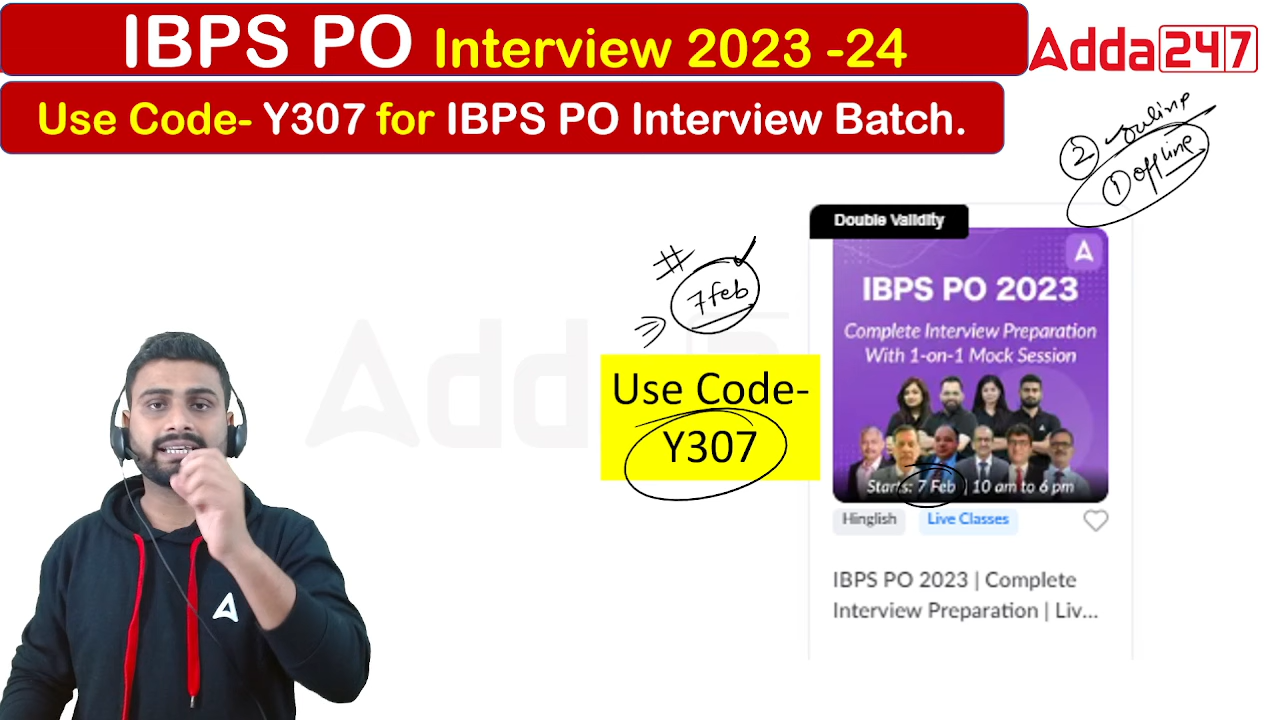 IBPS PO Interview 2023 -24
Adda247
Use Code- Y307 for IBPS PO Interview Batch.
② online
① offline
Double Validity
#
7 feb
IBPS PO 2023
Complete Interview Preparation
With 1-on-1 Mock Session
Use Code-
Y307
Starts: 7 Feb | 10 am to 6 pm
Hinglish
Live Classes
IBPS PO 2023 | Complete
Interview Preparation | Liv...